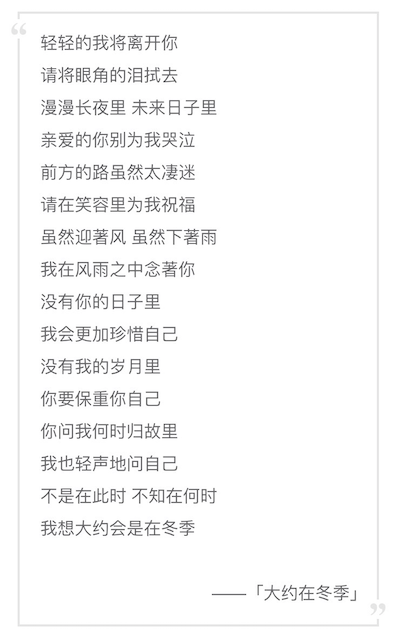 “
轻轻的我将离开你
请将眼角的泪拭去
漫漫长夜里 未来日子里
亲爱的你别为我哭泣
前方的路虽然太凄迷
请在笑容里为我祝福
虽然迎著风 虽然下著雨
我在风雨之中念著你
没有你的日子里
我会更加珍惜自己
没有我的岁月里
你要保重你自己
你问我何时归故里
我也轻声地问自己
不是在此时 不知在何时
我想大约会是在冬季
——「大约在冬季」
”